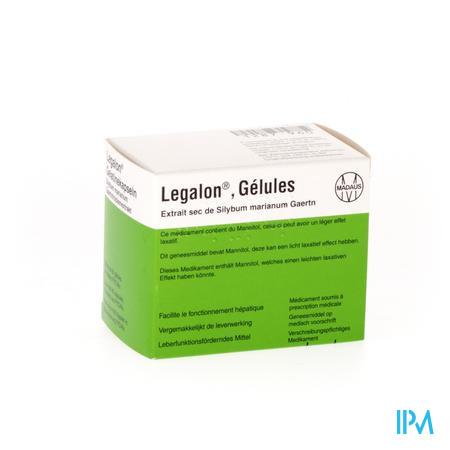 Legalon®, Gélules
Extrait sec de Silybum marianum Gaertn
MADAUS
Ce médicament contient du Mannitol, celui-ci peut avoir un léger effet
laxatif.
Dit geneesmiddel bevat Mannitol, deze kan een licht laxatief effect hebben.
Dieses Medikament enthält Mannitol, welches einen leichten laxativen
Effekt haben könnte.
Facilite le fonctionnement hépatique
Vergemakkelijkt de leverwerking
Leberfunktionsförderndes Mittel
Médicament soumis à
prescription médicale
Geneesmiddel op
medisch voorschrift
Verschreibungspflichtiges
Medikament
Legalon®
IPM